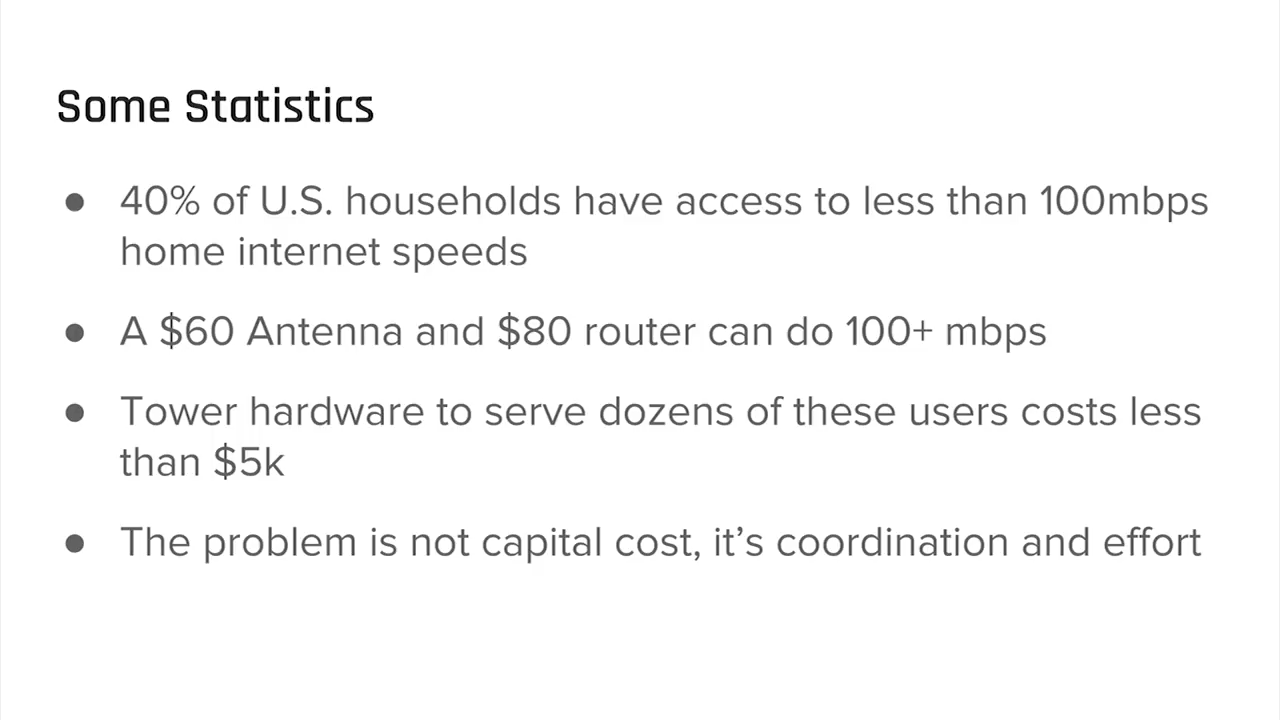 Some Statistics
● 40% of U.S. households have access to less than 100mbps
home internet speeds
● A $60 Antenna and $80 router can do 100+ mbps
● Tower hardware to serve dozens of these users costs less
than $5k
● The problem is not capital cost, it’s coordination and effort